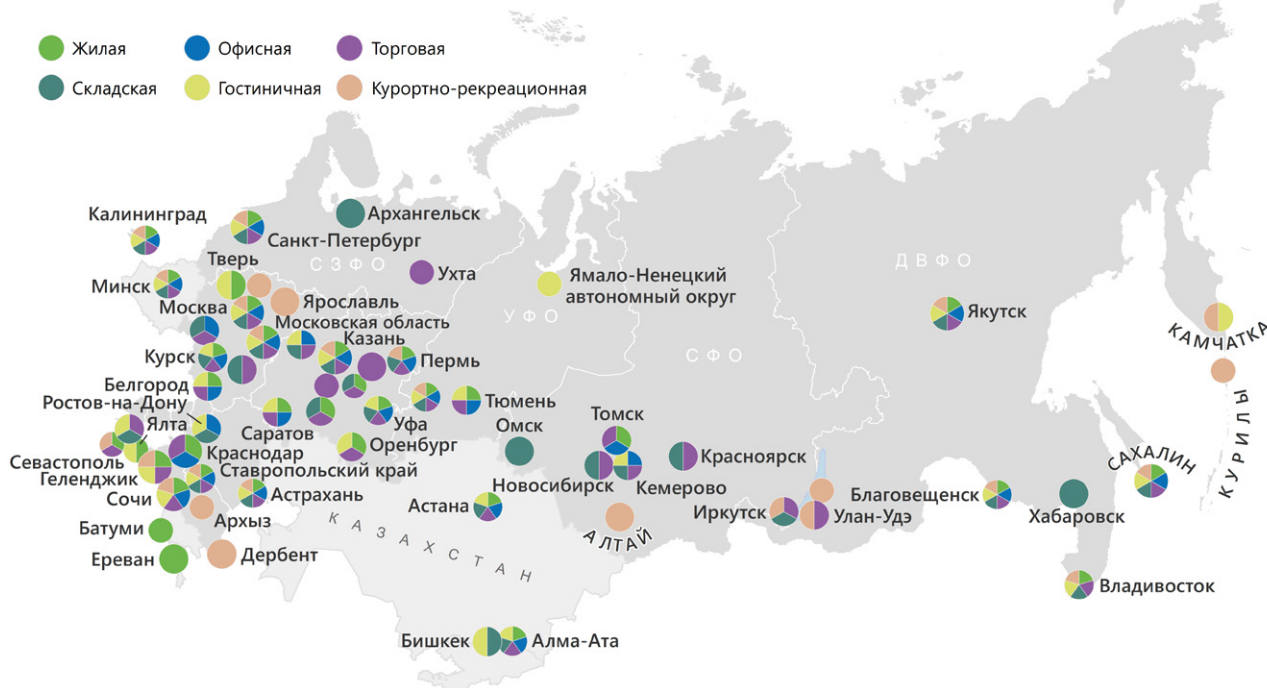 Жилая
Офисная
Торговая
Складская
Гостиничная
Курортно-рекреационная
Калининград
Архангельск
Санкт-Петербург
СЗФО
Тверь
Ухта
Минск
Ярославль
Ямало-Ненецкий
автономный округ
ДВФО
Москва
Московская область
УФО
Якутск
КАМЧАТКА
Казань
СФО
Курск
Пермь
КУРИЛЫ
Белгород
Ростов-на-Дону
Тюмень
Ялта
Саратов
Уфа
Омск
Томск
Краснодар
Оренбург
Красноярск
Севастополь
Геленджик
Ставропольский край
САХАЛИН
Новосибирск
Кемерово
Сочи
Астрахань
Астана
Благовещенск
Иркутск
Улан-Удэ
Хабаровск
Архыз
КАЗАХСТАН
АЛТАЙ
Батуми
Ереван
Дербент
Владивосток
Бишкек
Алма-Ата